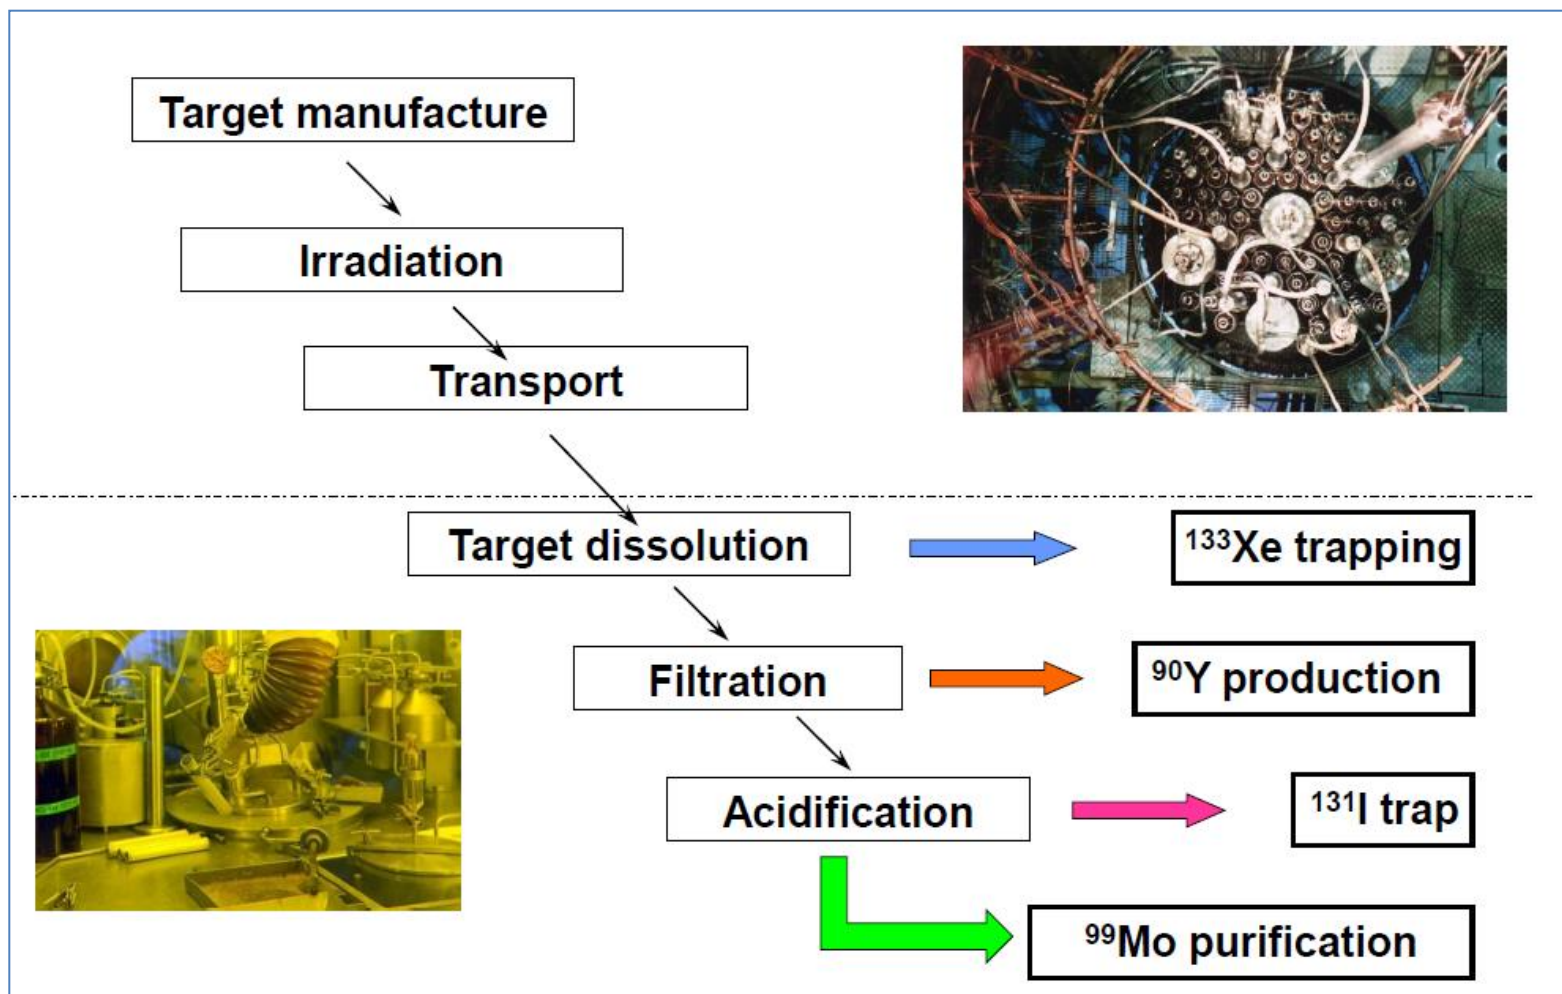 Target manufacture
Irradiation
Transport
Target dissolution
¹³³Xe trapping
Filtration
⁹⁰Y production
Acidification
¹³¹I trap
⁹⁹Mo purification